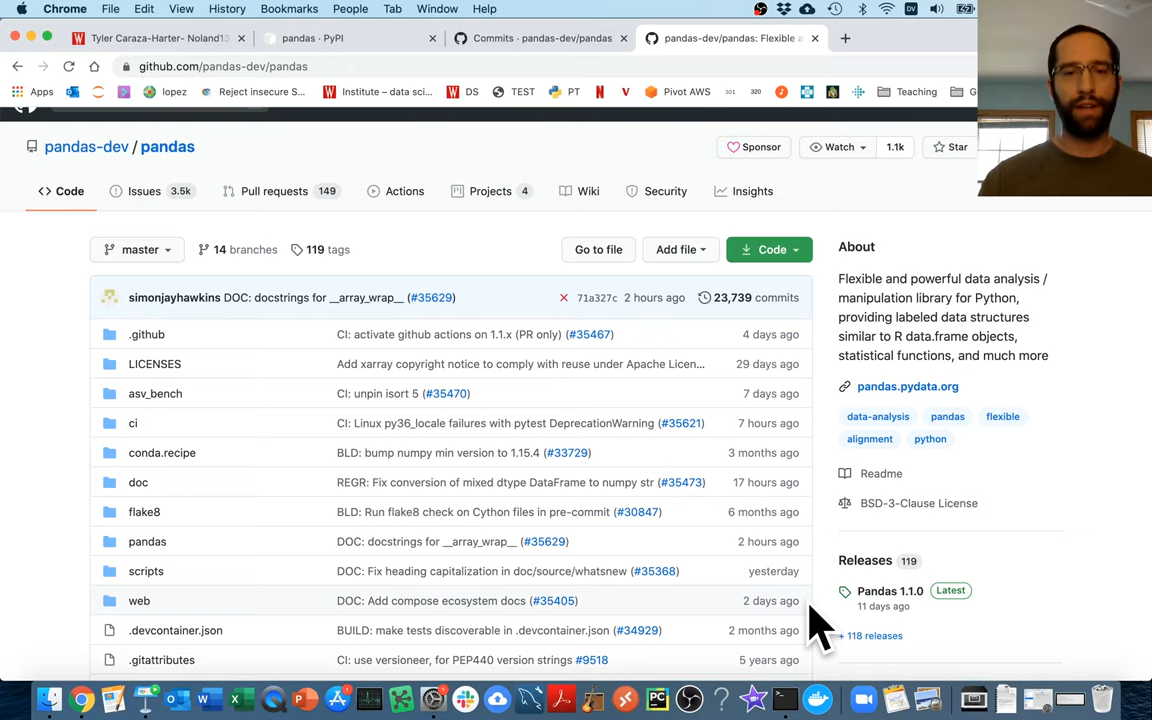 Chrome File Edit View History Bookmarks People Tab Window Help DV
Tyler Caraza-Harter- Noland13 × pandas · PyPI × Commits · pandas-dev/pandas × pandas-dev/pandas: Flexible a × +
github.com/pandas-dev/pandas
Apps lopez Reject insecure S... Institute – data sci... DS TEST PT Pivot AWS 301 320 Teaching
pandas-dev / pandas Sponsor Watch 1.1k Star
Code Issues 3.5k Pull requests 149 Actions Projects 4 Wiki Security Insights
master 14 branches 119 tags Go to file Add file Code
simonjayhawkins DOC: docstrings for __array_wrap__ (#35629) 71a327c 2 hours ago 23,739 commits
.github CI: activate github actions on 1.1.x (PR only) (#35467) 4 days ago
LICENSES Add xarray copyright notice to comply with reuse under Apache Licen... 29 days ago
asv_bench CI: unpin isort 5 (#35470) 7 days ago
ci CI: Linux py36_locale failures with pytest DeprecationWarning (#35621) 7 hours ago
conda.recipe BLD: bump numpy min version to 1.15.4 (#33729) 3 months ago
doc REGR: Fix conversion of mixed dtype DataFrame to numpy str (#35473) 17 hours ago
flake8 BLD: Run flake8 check on Cython files in pre-commit (#30847) 6 months ago
pandas DOC: docstrings for __array_wrap__ (#35629) 2 hours ago
scripts DOC: Fix heading capitalization in doc/source/whatsnew (#35368) yesterday
web DOC: Add compose ecosystem docs (#35405) 2 days ago
.devcontainer.json BUILD: make tests discoverable in .devcontainer.json (#34929) 2 months ago
.gitattributes CI: use versioneer, for PEP440 version strings #9518 5 years ago
About
Flexible and powerful data analysis /
manipulation library for Python,
providing labeled data structures
similar to R data.frame objects,
statistical functions, and much more
pandas.pydata.org
data-analysis pandas flexible
alignment python
Readme
BSD-3-Clause License
Releases 119
Pandas 1.1.0 Latest
11 days ago
+ 118 releases